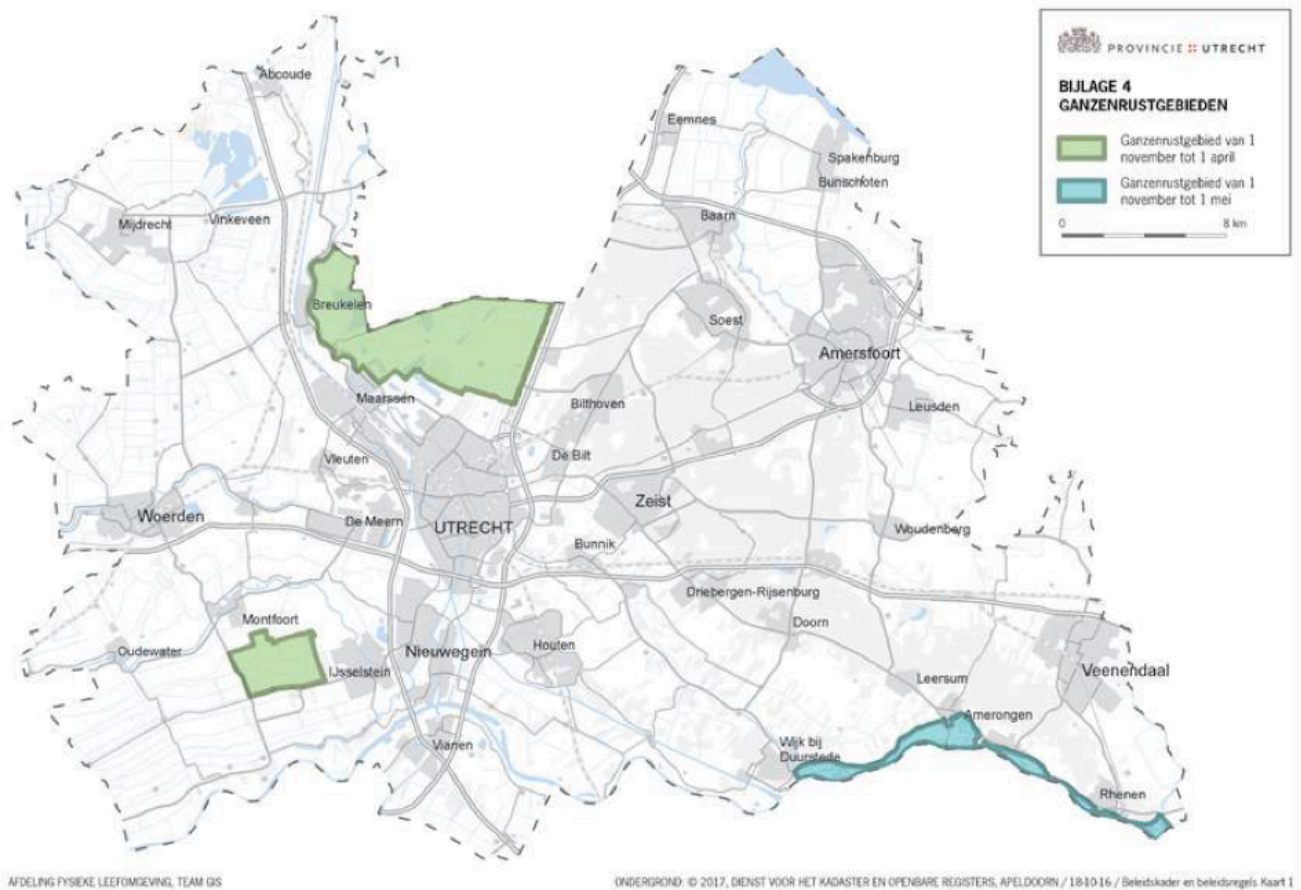 PROVINCIE UTRECHT
BIJLAGE 4
GANZENRUSTGEBIEDEN
Ganzenrustgebied van 1
november tot 1 april
Ganzenrustgebied van 1
november tot 1 mei
0 8 km
Abcoude
Eemnes
Spakenburg
Bunschoten
Mijdrecht
Vinkeveen
Baarn
Breukelen
Soest
Amersfoort
Maarssen
Bilthoven
Leusden
Vleuten
De Bilt
Zeist
Woerden
De Meern
UTRECHT
Woudenberg
Bunnik
Driebergen-Rijsenburg
Montfoort
Doorn
Oudewater
Nieuwegein
Houten
IJsselstein
Veenendaal
Leersum
Amerongen
Vianen
Wijk bij
Duurstede
Rhenen
AFDELING FYSIEKE LEEFOMGEVING, TEAM GIS
ONDERGROND: © 2017, DIENST VOOR HET KADASTER EN OPENBARE REGISTERS, APELDOORN / 18-10-16 / Beleidskader en beleidsregels Kaart 1